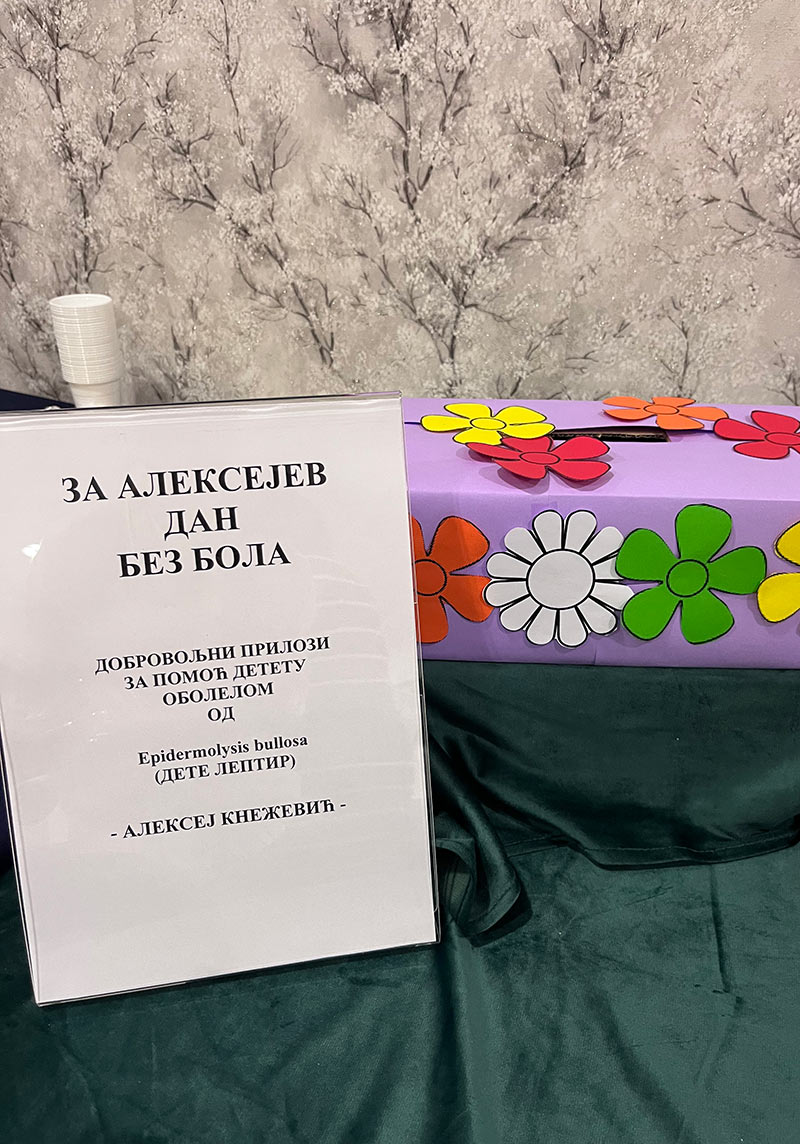 ЗА АЛЕКСЕЈЕВ
ДАН
БЕЗ БОЛА
ДОБРОВОЉНИ ПРИЛОЗИ
ЗА ПОМОЋ ДЕТЕТУ
ОБОЛЕЛОМ
ОД
Epidermolysis bullosa
(ДЕТЕ ЛЕПТИР)
- АЛЕКСЕЈ КНЕЖЕВИЋ -